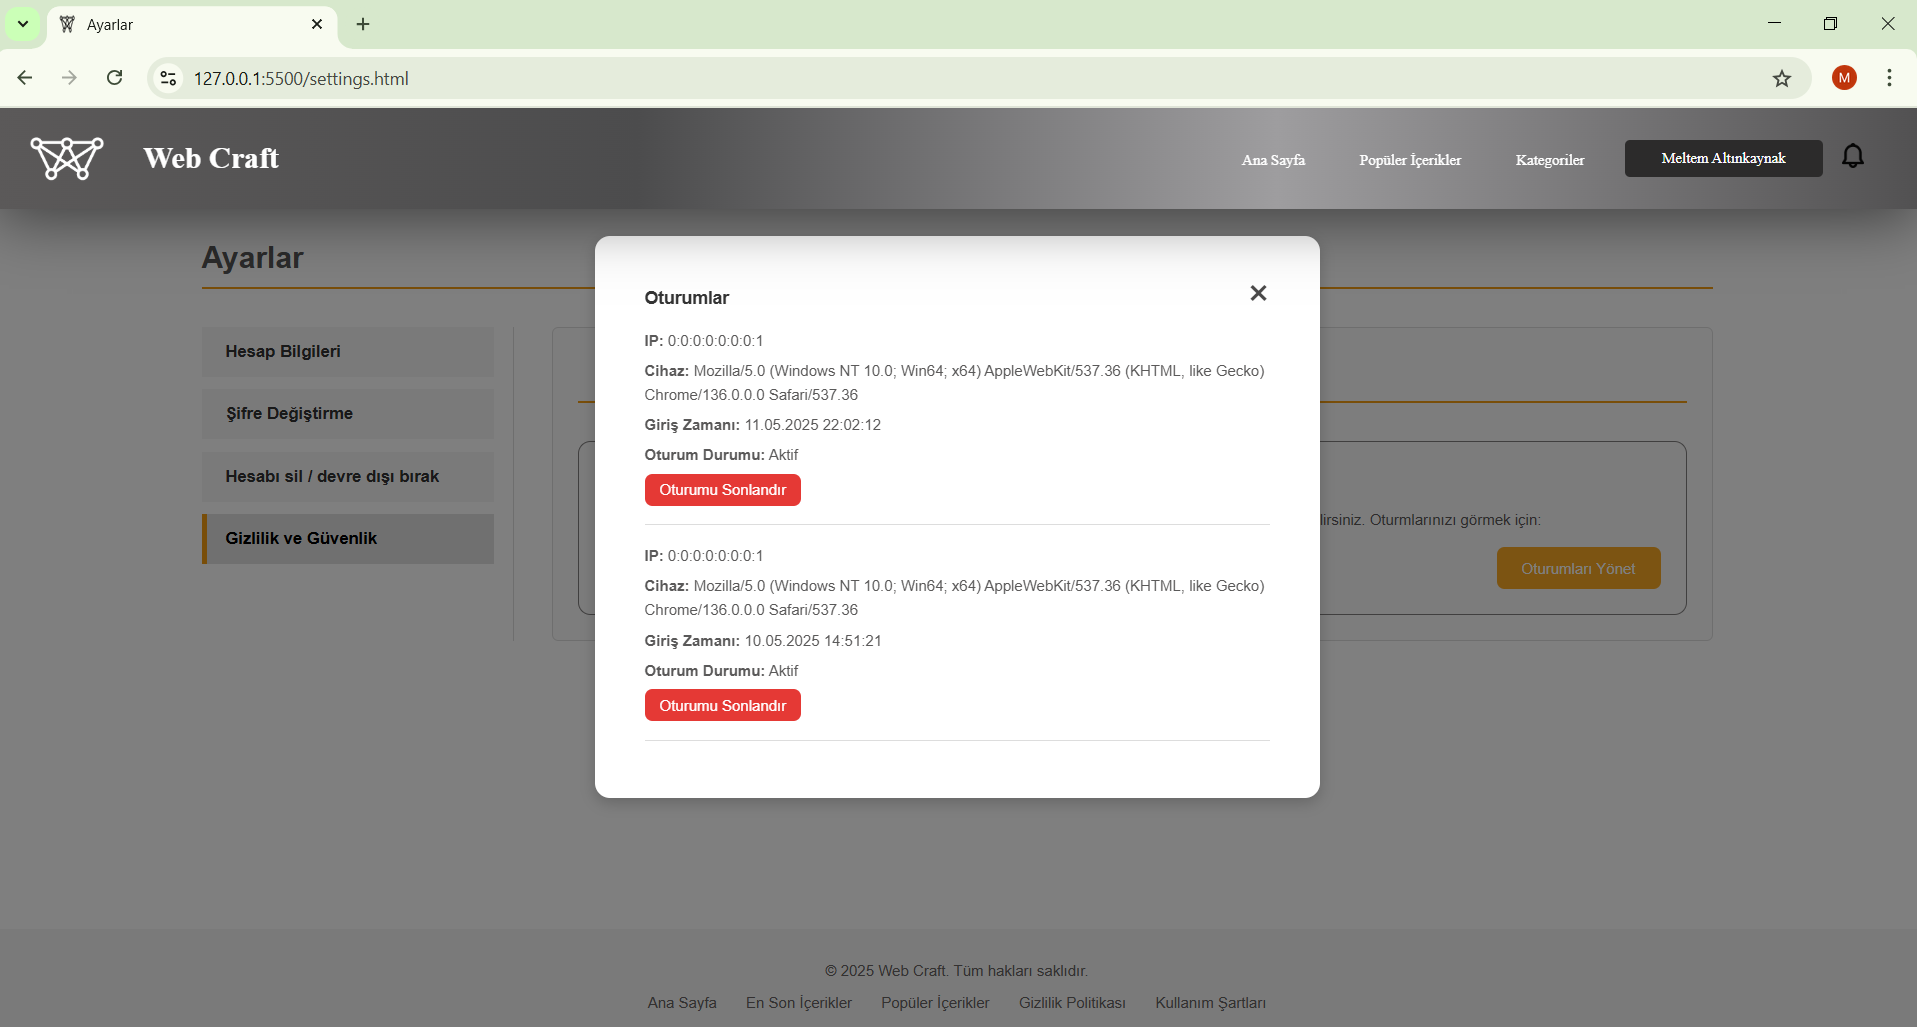 Ayarlar
127.0.0.1:5500/settings.html
M
Web Craft
Ana Sayfa
Popüler İçerikler
Kategoriler
Meltem Altınkaynak
Ayarlar
Hesap Bilgileri
Şifre Değiştirme
Hesabı sil / devre dışı bırak
Gizlilik ve Güvenlik
Oturumlar
IP: 0:0:0:0:0:0:0:1
Cihaz: Mozilla/5.0 (Windows NT 10.0; Win64; x64) AppleWebKit/537.36 (KHTML, like Gecko)
Chrome/136.0.0.0 Safari/537.36
Giriş Zamanı: 11.05.2025 22:02:12
Oturum Durumu: Aktif
Oturumu Sonlandır
IP: 0:0:0:0:0:0:0:1
Cihaz: Mozilla/5.0 (Windows NT 10.0; Win64; x64) AppleWebKit/537.36 (KHTML, like Gecko)
Chrome/136.0.0.0 Safari/537.36
Giriş Zamanı: 10.05.2025 14:51:21
Oturum Durumu: Aktif
Oturumu Sonlandır
lirsiniz. Oturmlarınızı görmek için:
Oturumları Yönet
© 2025 Web Craft. Tüm hakları saklıdır.
Ana Sayfa
En Son İçerikler
Popüler İçerikler
Gizlilik Politikası
Kullanım Şartları